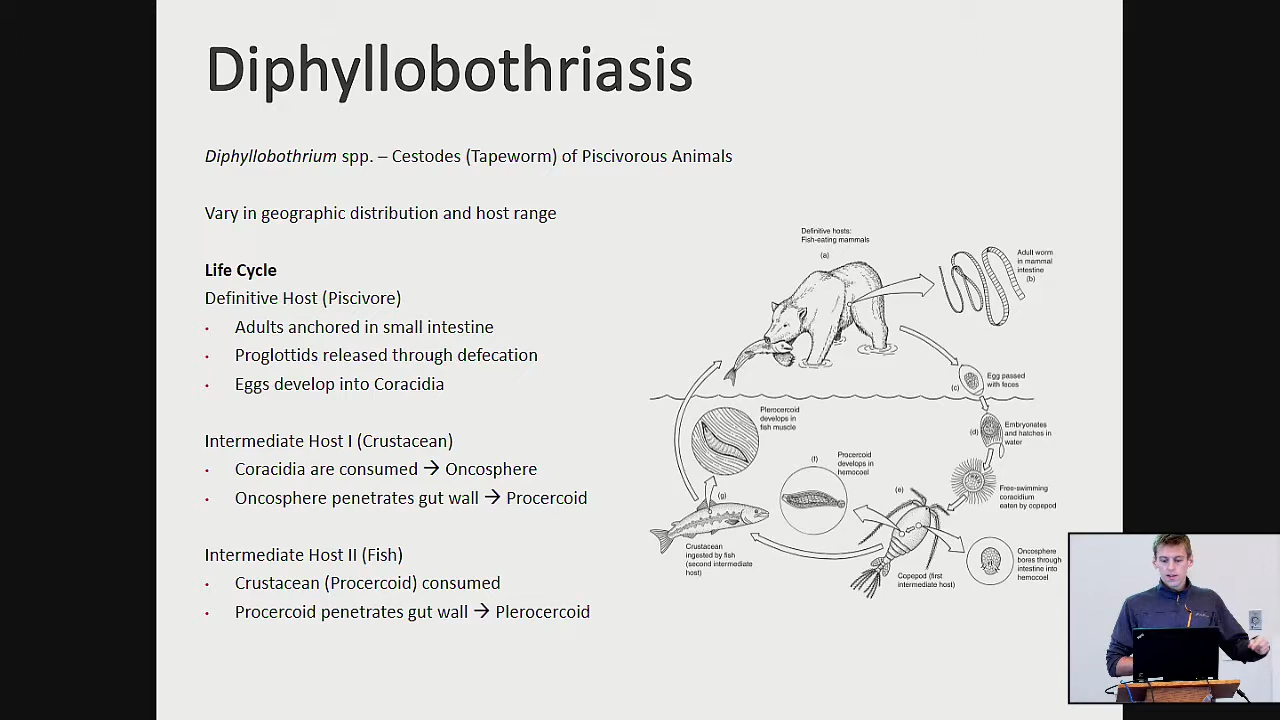 Diphyllobothriasis
Diphyllobothrium spp. – Cestodes (Tapeworm) of Piscivorous Animals
Vary in geographic distribution and host range
Life Cycle
Definitive Host (Piscivore)
• Adults anchored in small intestine
• Proglottids released through defecation
• Eggs develop into Coracidia
Intermediate Host I (Crustacean)
• Coracidia are consumed → Oncosphere
• Oncosphere penetrates gut wall → Procercoid
Intermediate Host II (Fish)
• Crustacean (Procercoid) consumed
• Procercoid penetrates gut wall → Plerocercoid
Definitive hosts:
Fish-eating mammals
(a)
Adult worm
in mammal
intestine
(b)
Egg passed
with feces
(c)
(d)
Embryonates
and hatches in
water
Free-swimming
coracidium
eaten by copepod
(e)
Oncosphere
bores through
intestine into
hemocoel
Copepod (first
intermediate host)
(f)
Procercoid
develops in
hemocoel
(g)
Crustacean
ingested by fish
(second intermediate
host)
Plerocercoid
develops in
fish muscle